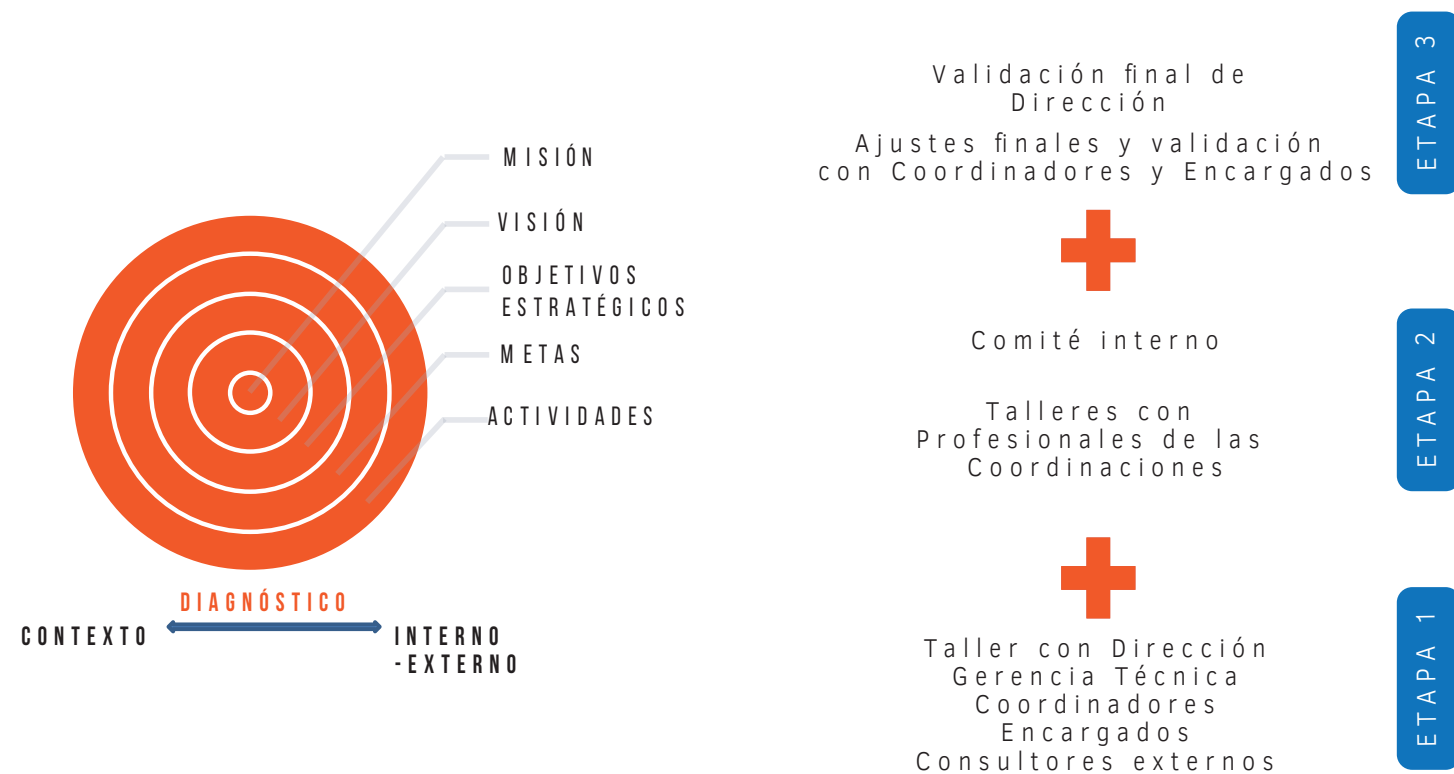 MISIÓN
VISIÓN
OBJETIVOS
ESTRATÉGICOS
METAS
ACTIVIDADES
DIAGNÓSTICO
CONTEXTO
INTERNO
-EXTERNO
Validación final de
Dirección
Ajustes finales y validación
con Coordinadores y Encargados
ETAPA 3
Comité interno
Talleres con
Profesionales de las
Coordinaciones
ETAPA 2
Taller con Dirección
Gerencia Técnica
Coordinadores
Encargados
Consultores externos
ETAPA 1